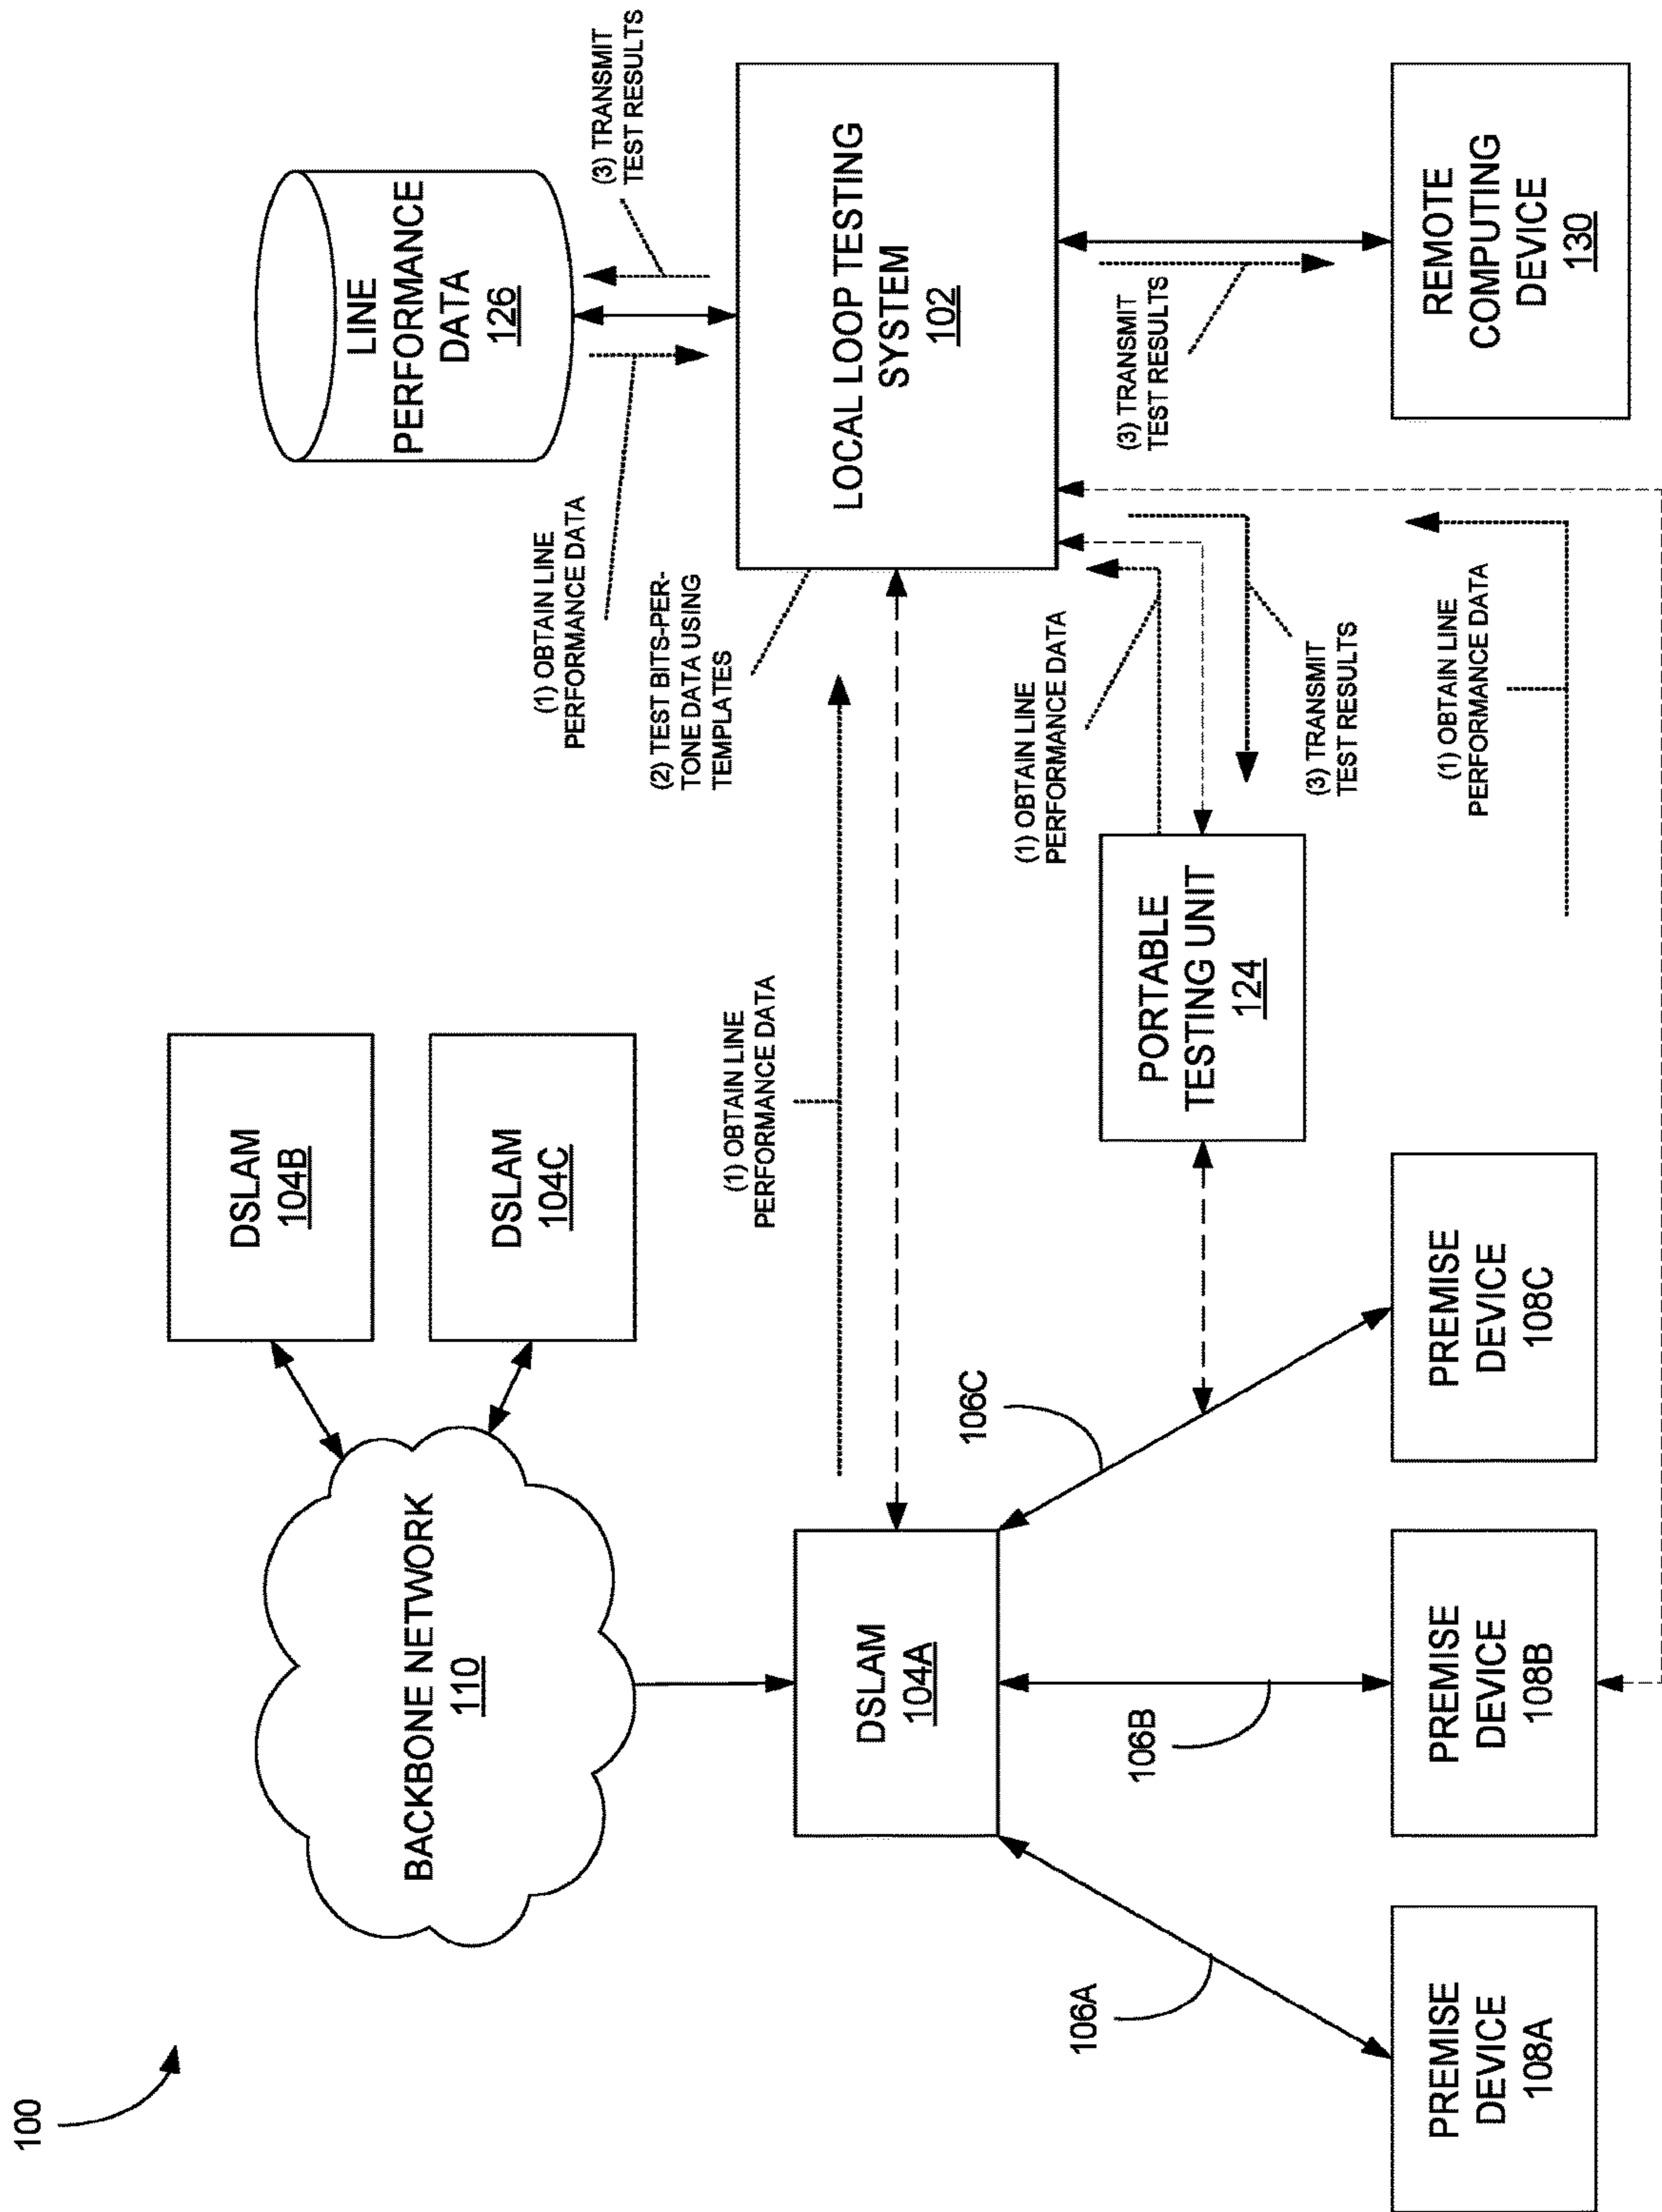 100
BACKBONE NETWORK
110
DSLAM
104B
DSLAM
104C
LINE
PERFORMANCE
DATA
126
(3) TRANSMIT
TEST RESULTS
(1) OBTAIN LINE
PERFORMANCE DATA
(2) TEST BITS-PER-
TONE DATA USING
TEMPLATES
LOCAL LOOP TESTING
SYSTEM
102
(1) OBTAIN LINE
PERFORMANCE DATA
DSLAM
104A
106A
106B
106C
PORTABLE
TESTING UNIT
124
(1) OBTAIN LINE
PERFORMANCE DATA
(3) TRANSMIT
TEST RESULTS
(3) TRANSMIT
TEST RESULTS
(1) OBTAIN LINE
PERFORMANCE DATA
PREMISE
DEVICE
108A
PREMISE
DEVICE
108B
PREMISE
DEVICE
108C
REMOTE
COMPUTING
DEVICE
130